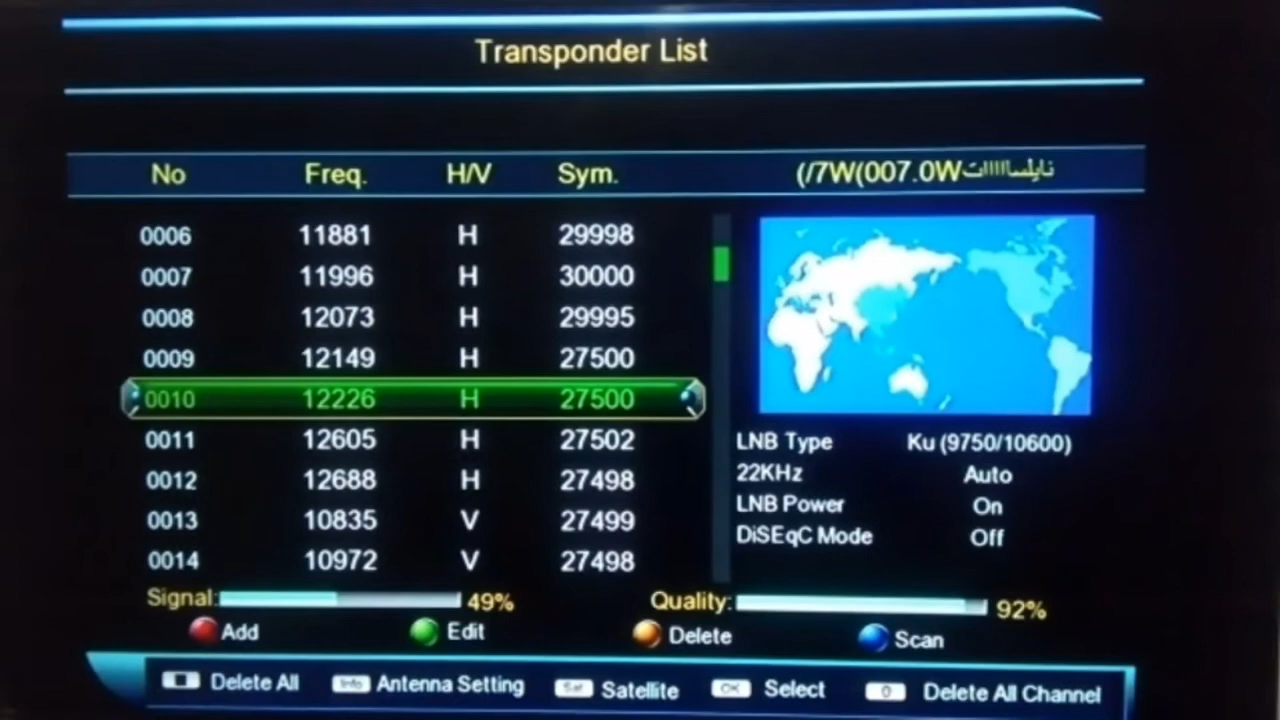 Transponder List
No Freq. H/V Sym. (/7W(007.0Wنايلسااااات
0006 11881 H 29998
0007 11996 H 30000
0008 12073 H 29995
0009 12149 H 27500
0010 12226 H 27500
0011 12605 H 27502
0012 12688 H 27498
0013 10835 V 27499
0014 10972 V 27498
LNB Type Ku (9750/10600)
22KHz Auto
LNB Power On
DiSEqC Mode Off
Signal: 49% Quality: 92%
Add Edit Delete Scan
Delete All Info Antenna Setting Sat Satellite OK Select 0 Delete All Channel